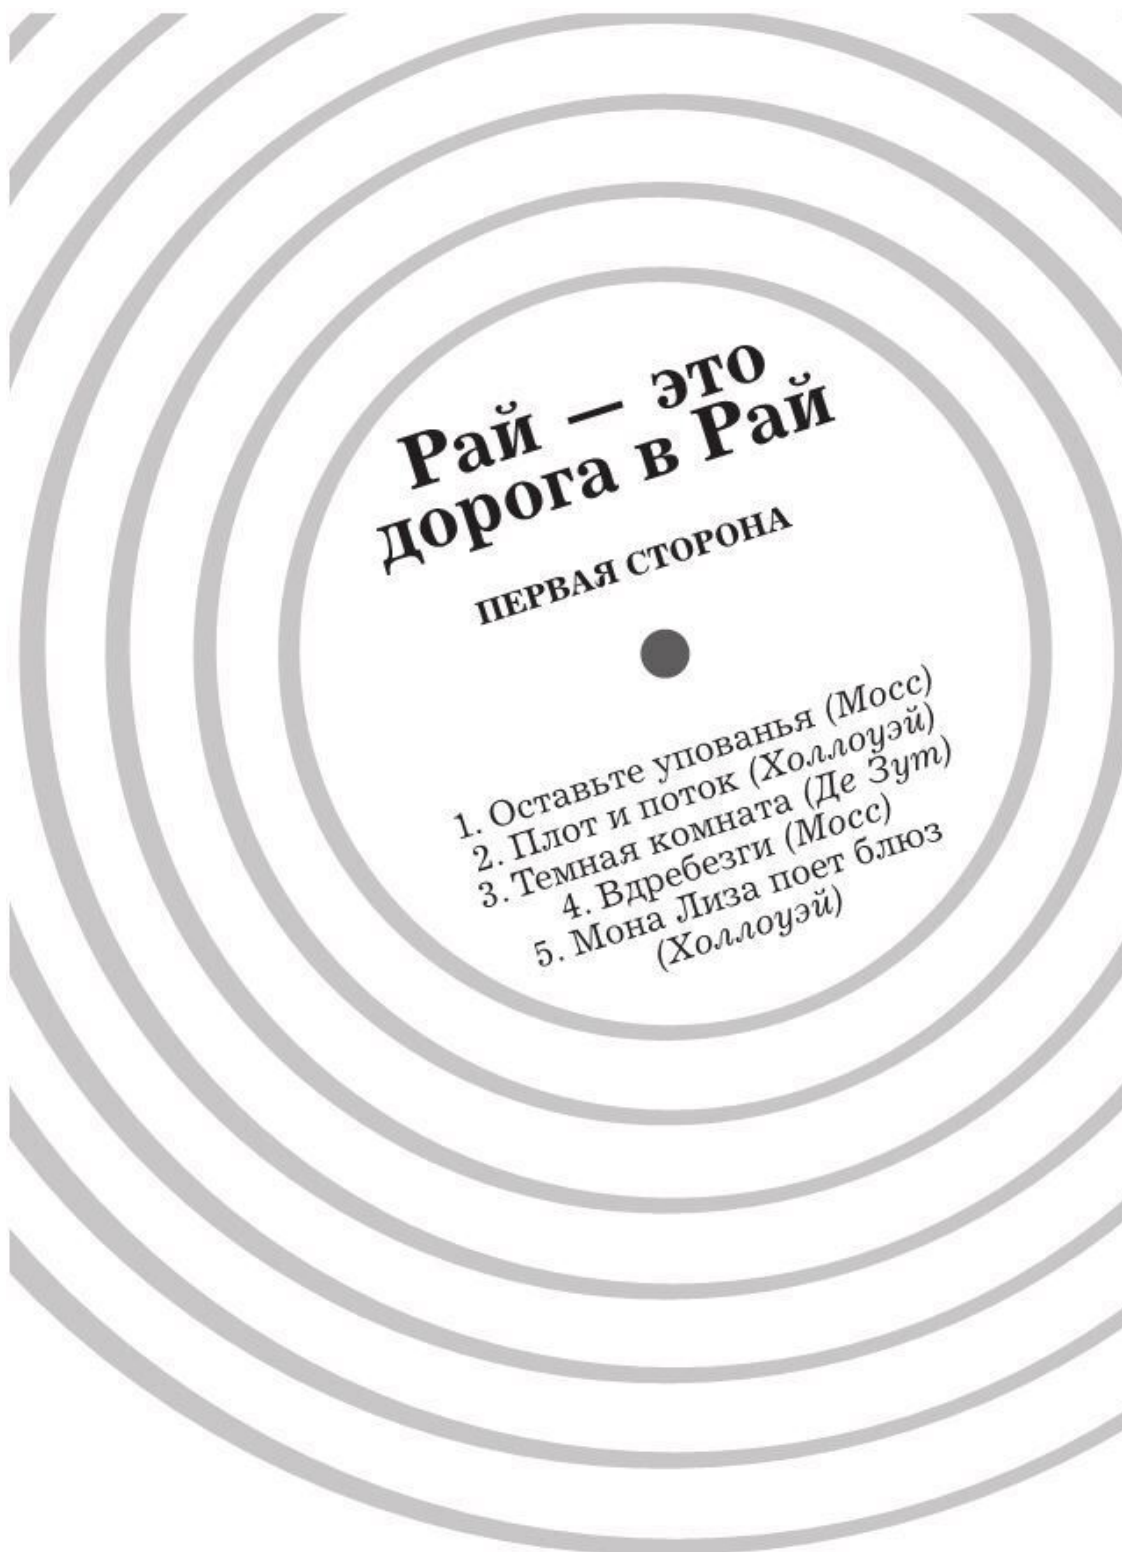 Рай — это
дорога в Рай
ПЕРВАЯ СТОРОНА
1. Оставьте упованья (Мосс)
2. Плот и поток (Холлоуэй)
3. Темная комната (Де Зут)
4. Вдребезги (Мосс)
5. Мона Лиза поет блюз
(Холлоуэй)